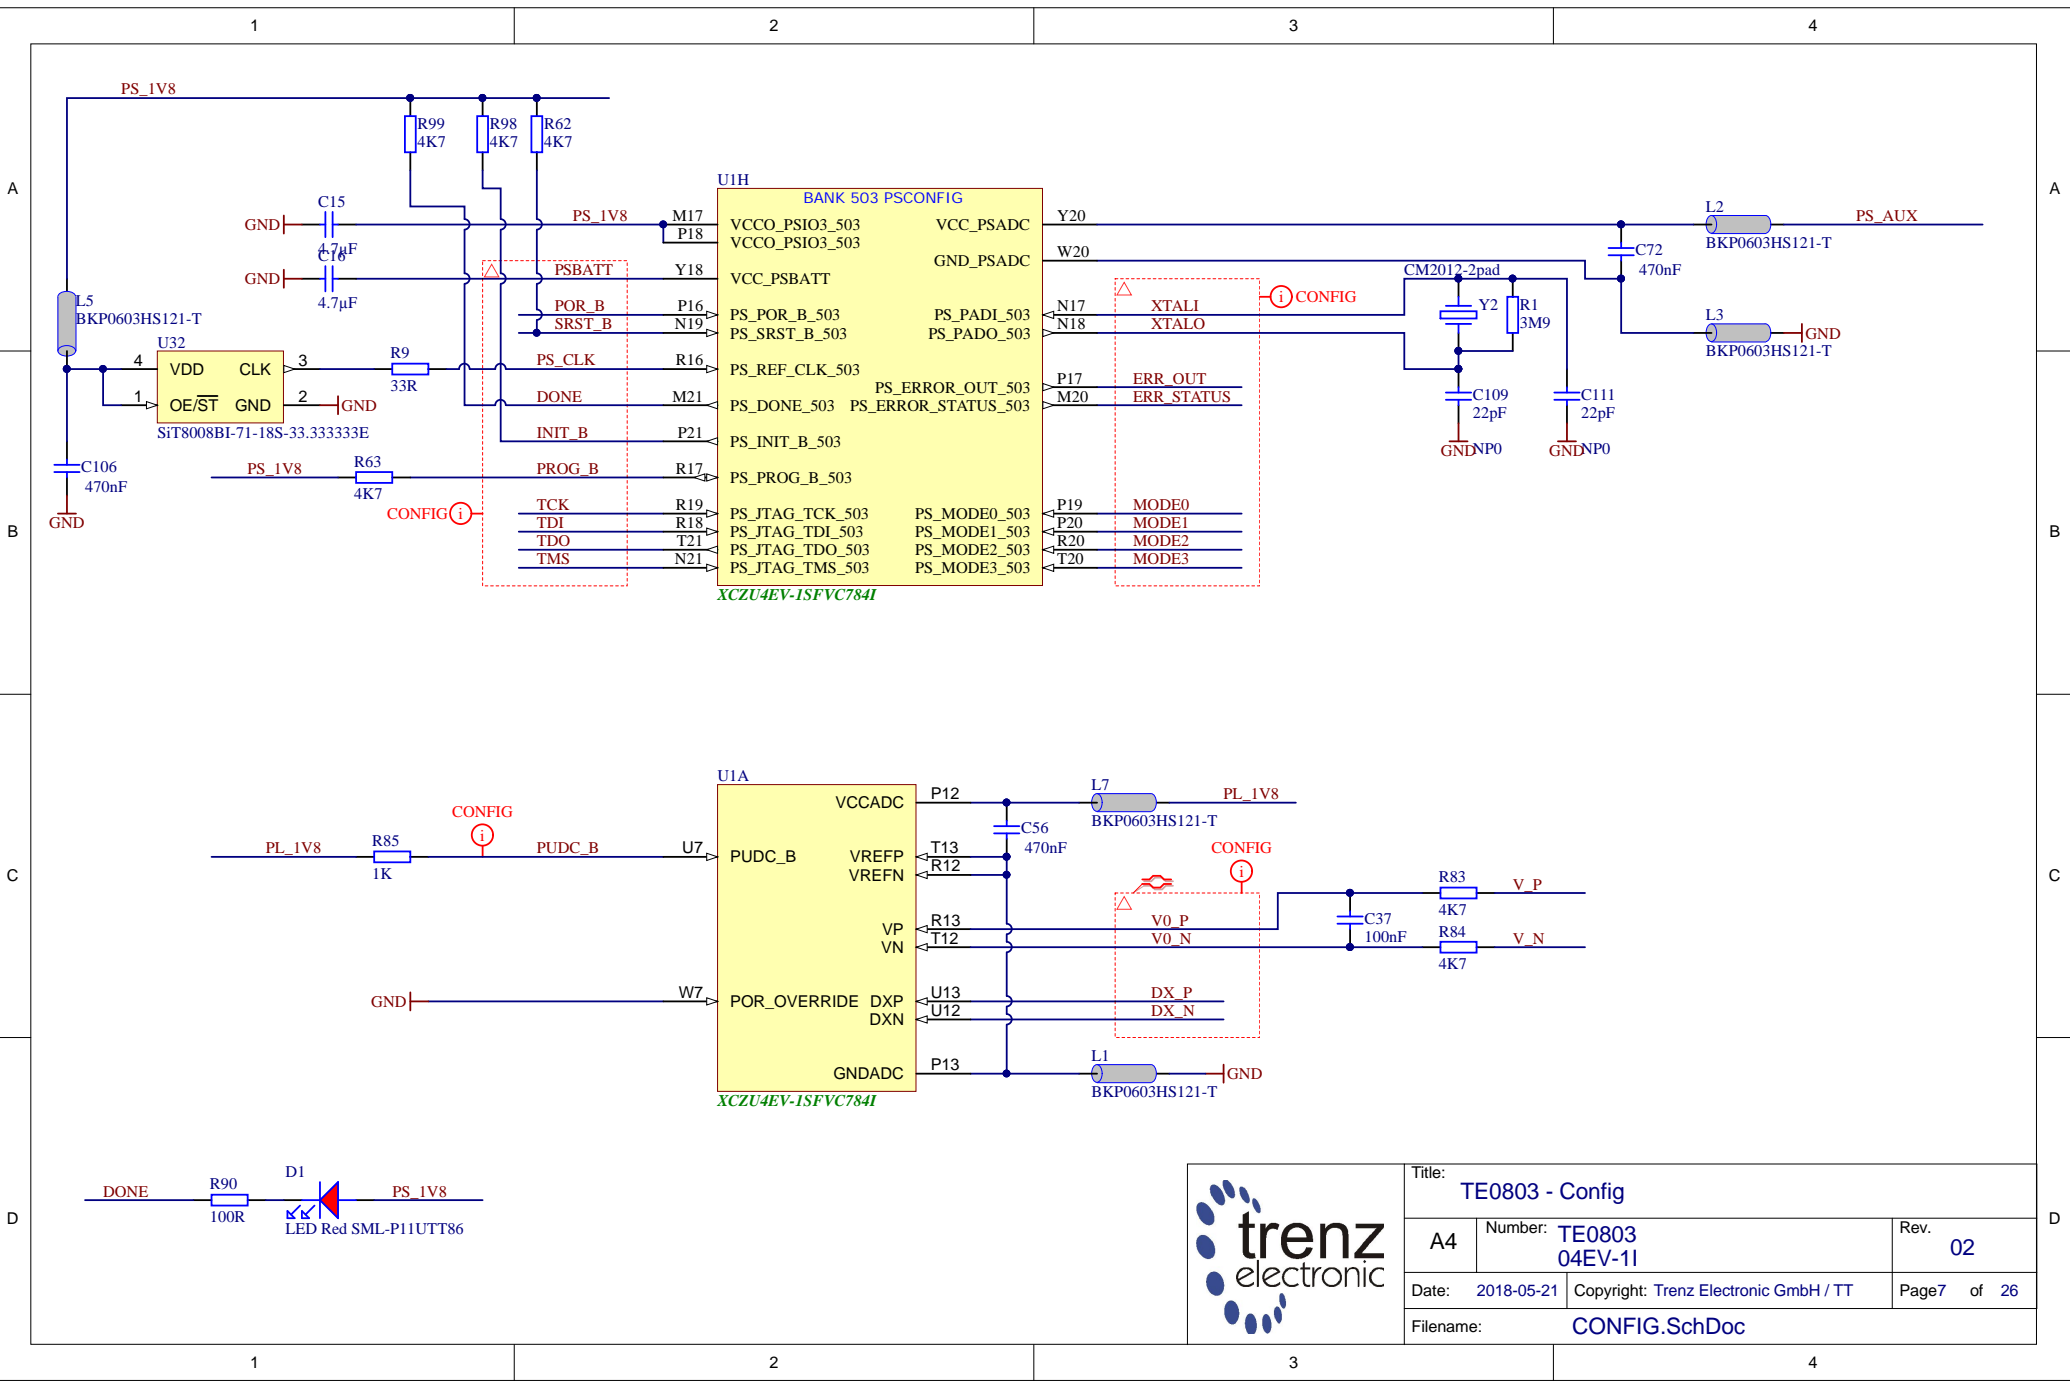 1 2 3 4
A A
B B
C C
D D
PS_1V8
R99
4K7
R98
4K7
R62
4K7
U1H
BANK 503 PSCONFIG
GND
C15
4.7µF
PS_1V8
M17
P18
VCCO_PSIO3_503
VCCO_PSIO3_503
GND
C16
4.7µF
PSBATT
Y18
VCC_PSBATT
POR_B
P16
PS_POR_B_503
SRST_B
N19
PS_SRST_B_503
L5
BKP0603HS121-T
U32
4
VDD
CLK
3
1
OE/ST
GND
2
GND
SiT8008BI-71-18S-33.333333E
R9
33R
PS_CLK
R16
PS_REF_CLK_503
DONE
M21
PS_DONE_503
INIT_B
P21
PS_INIT_B_503
C106
470nF
GND
PS_1V8
R63
4K7
PROG_B
R17
PS_PROG_B_503
CONFIG
i
TCK
R19
PS_JTAG_TCK_503
TDI
R18
PS_JTAG_TDI_503
TDO
T21
PS_JTAG_TDO_503
TMS
N21
PS_JTAG_TMS_503
XCZU4EV-1SFVC784I
VCC_PSADC
Y20
GND_PSADC
W20
PS_PADI_503
N17
XTALI
PS_PADO_503
N18
XTALO
PS_ERROR_OUT_503
P17
ERR_OUT
PS_ERROR_STATUS_503
M20
ERR_STATUS
PS_MODE0_503
P19
MODE0
PS_MODE1_503
P20
MODE1
PS_MODE2_503
R20
MODE2
PS_MODE3_503
T20
MODE3
i
CONFIG
CM2012-2pad
Y2
R1
3M9
C109
22pF
GND
NP0
C111
22pF
GND
NP0
C72
470nF
L2
BKP0603HS121-T
PS_AUX
L3
BKP0603HS121-T
GND
U1A
PL_1V8
R85
1K
CONFIG
i
PUDC_B
U7
PUDC_B
GND
W7
POR_OVERRIDE
VCCADC
P12
VREFP
T13
VREFN
R12
VP
R13
VN
T12
DXP
U13
DXN
U12
GNDADC
P13
XCZU4EV-1SFVC784I
C56
470nF
L7
BKP0603HS121-T
PL_1V8
CONFIG
i
V0_P
V0_N
DX_P
DX_N
C37
100nF
R83
4K7
V_P
R84
4K7
V_N
L1
BKP0603HS121-T
GND
DONE
R90
100R
D1
LED Red SML-P11UTT86
PS_1V8
trenz
electronic
Title:
TE0803 - Config
A4
Number: TE0803
04EV-1I
Rev.
02
Date: 2018-05-21
Copyright: Trenz Electronic GmbH / TT
Page7 of 26
Filename: CONFIG.SchDoc
1 2 3 4